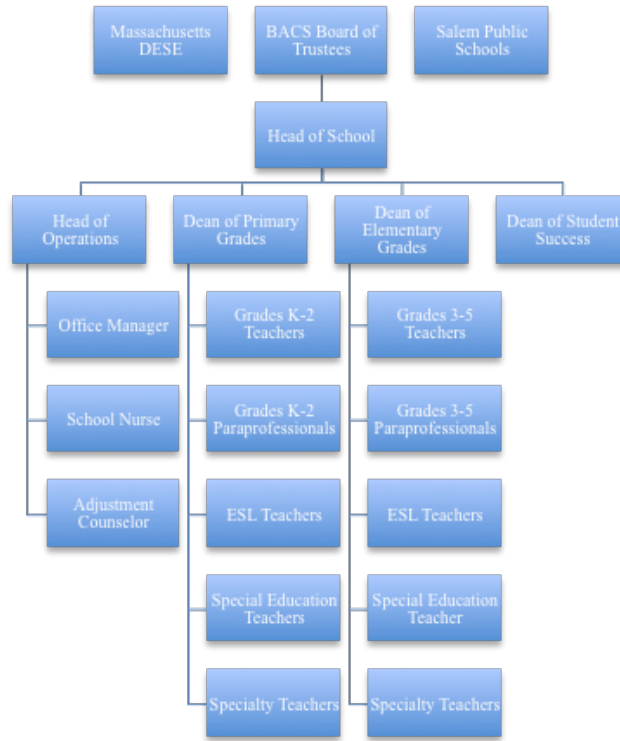 Massachusetts
DESE
BACS Board of
Trustees
Salem Public
Schools
Head of School
Head of
Operations
Dean of Primary
Grades
Dean of
Elementary
Grades
Dean of Student
Success
Office Manager
Grades K-2
Teachers
Grades 3-5
Teachers
School Nurse
Grades K-2
Paraprofessionals
Grades 3-5
Paraprofessionals
Adjustment
Counselor
ESL Teachers
ESL Teachers
Special Education
Teachers
Special Education
Teacher
Specialty Teachers
Specialty Teachers